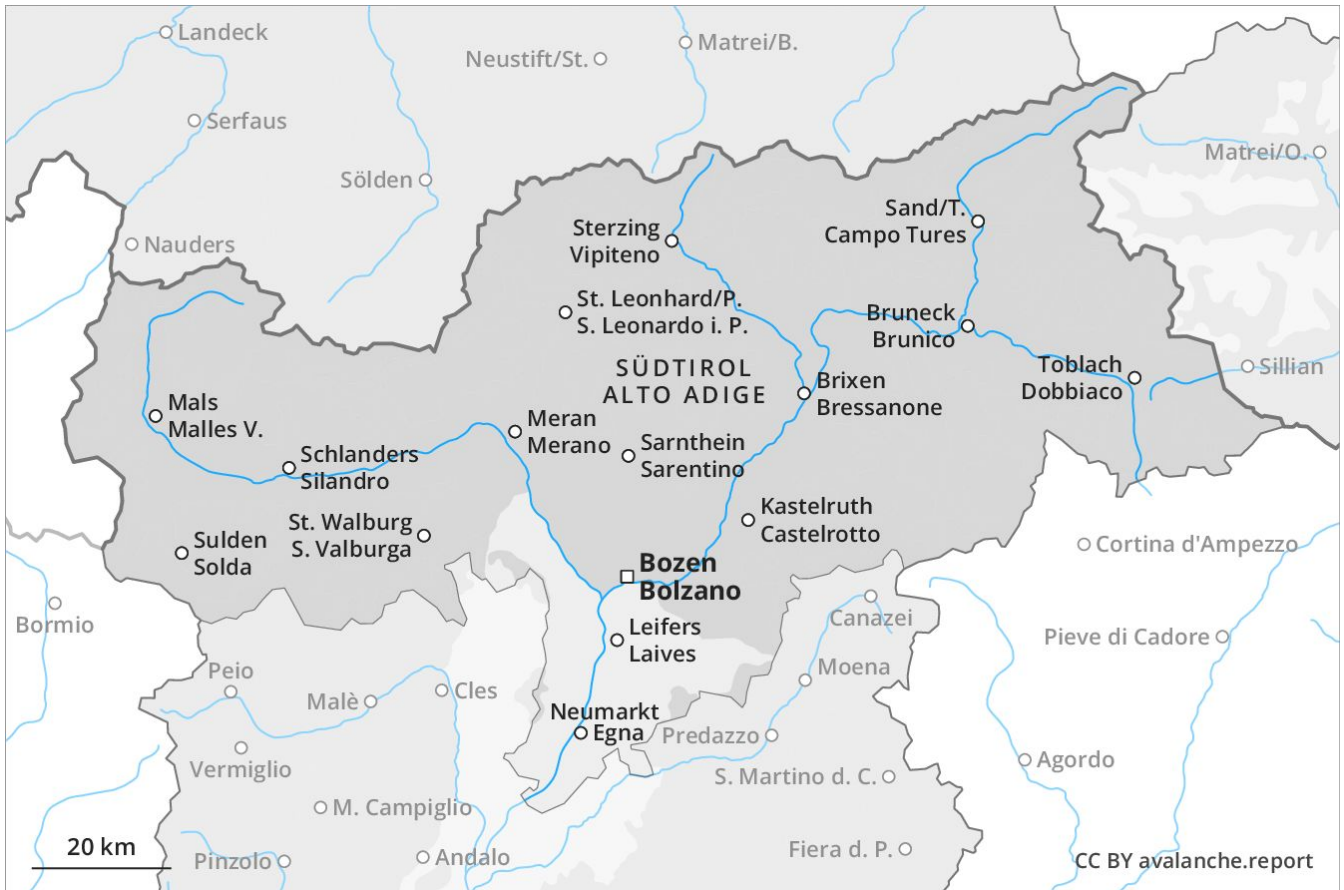 Landeck
Neustift/St.
Matrei/B.
Serfaus
Matrei/O.
Sölden
Sand/T.
Campo Tures
Sterzing
Vipiteno
Nauders
St. Leonhard/P.
S. Leonardo i. P.
Bruneck
Brunico
SÜDTIROL
ALTO ADIGE
Toblach
Dobbiaco
Sillian
Brixen
Bressanone
Mals
Malles V.
Meran
Merano
Sarnthein
Sarentino
Schlanders
Silandro
Kastelruth
Castelrotto
St. Walburg
S. Valburga
Sulden
Solda
Cortina d'Ampezzo
Bozen
Bolzano
Bormio
Canazei
Leifers
Laives
Pieve di Cadore
Peio
Moena
Malè
Cles
Neumarkt
Egna
Predazzo
Vermiglio
S. Martino d. C.
Agordo
M. Campiglio
20 km
Pinzolo
Andalo
Fiera d. P.
CC BY avalanche.report